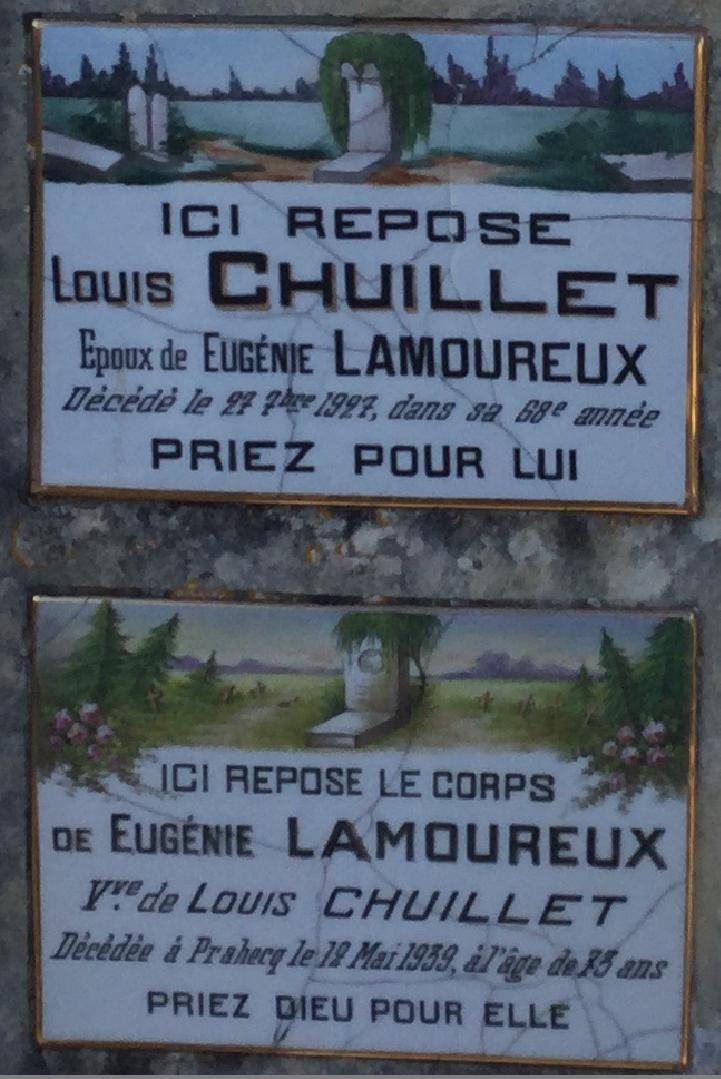 ICI REPOSE
Louis CHUILLET
Epoux de EUGÉNIE LAMOUREUX
Décédé le 27 7bre 1927, dans sa 68e année
PRIEZ POUR LUI
ICI REPOSE LE CORPS
DE EUGÉNIE LAMOUREUX
Vve de LOUIS CHUILLET
Décédée à Prahecq le Mai 1939, à l'âge de 75 ans
PRIEZ DIEU POUR ELLE